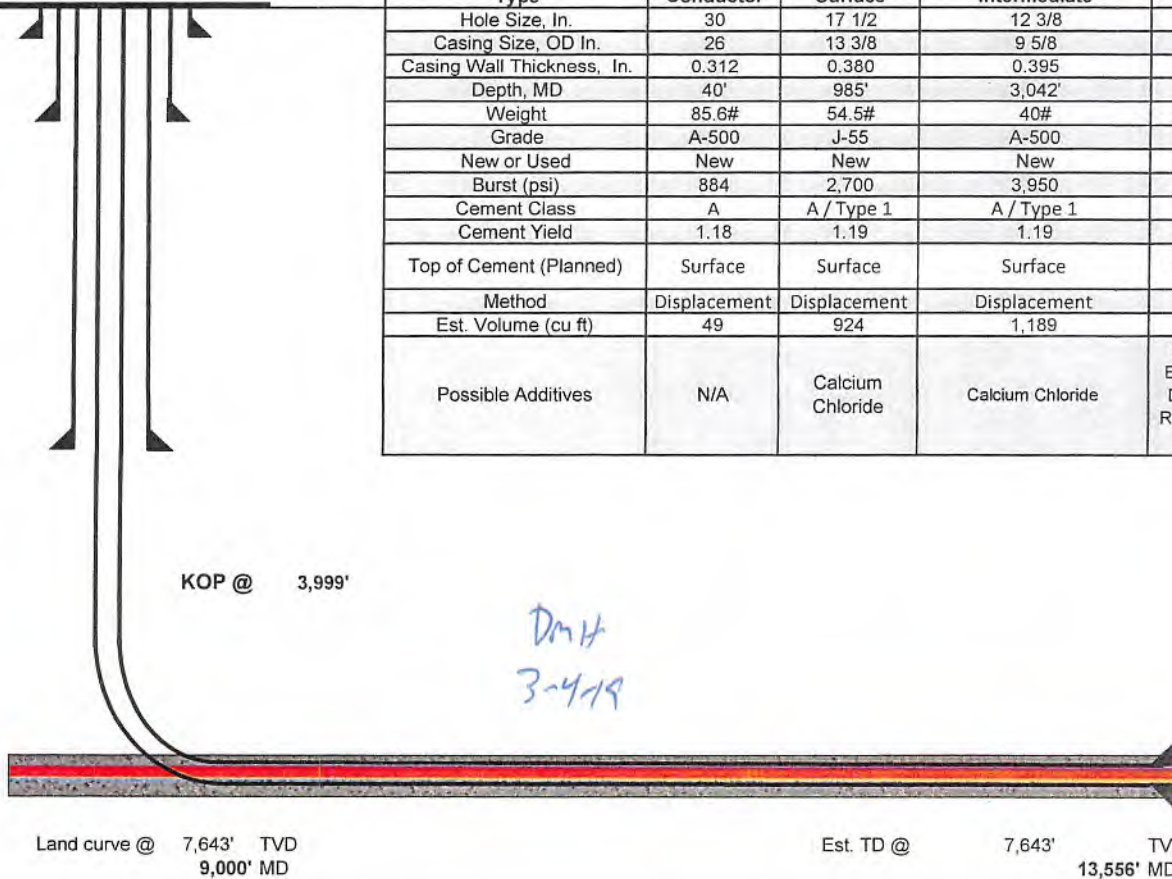 Type Conductor Surface Intermediate
Hole Size, In. 30 17 1/2 12 3/8
Casing Size, OD In. 26 13 3/8 9 5/8
Casing Wall Thickness, In. 0.312 0.380 0.395
Depth, MD 40' 985' 3,042'
Weight 85.6# 54.5# 40#
Grade A-500 J-55 A-500
New or Used New New New
Burst (psi) 884 2,700 3,950
Cement Class A A / Type 1 A / Type 1
Cement Yield 1.18 1.19 1.19
Top of Cement (Planned) Surface Surface Surface
Method Displacement Displacement Displacement
Est. Volume (cu ft) 49 924 1,189
Possible Additives N/A Calcium Chloride Calcium Chloride
KOP @ 3,999'
DMH
3-4-19
Land curve @ 7,643' TVD
9,000' MD
Est. TD @ 7,643' TV
13,556' MD